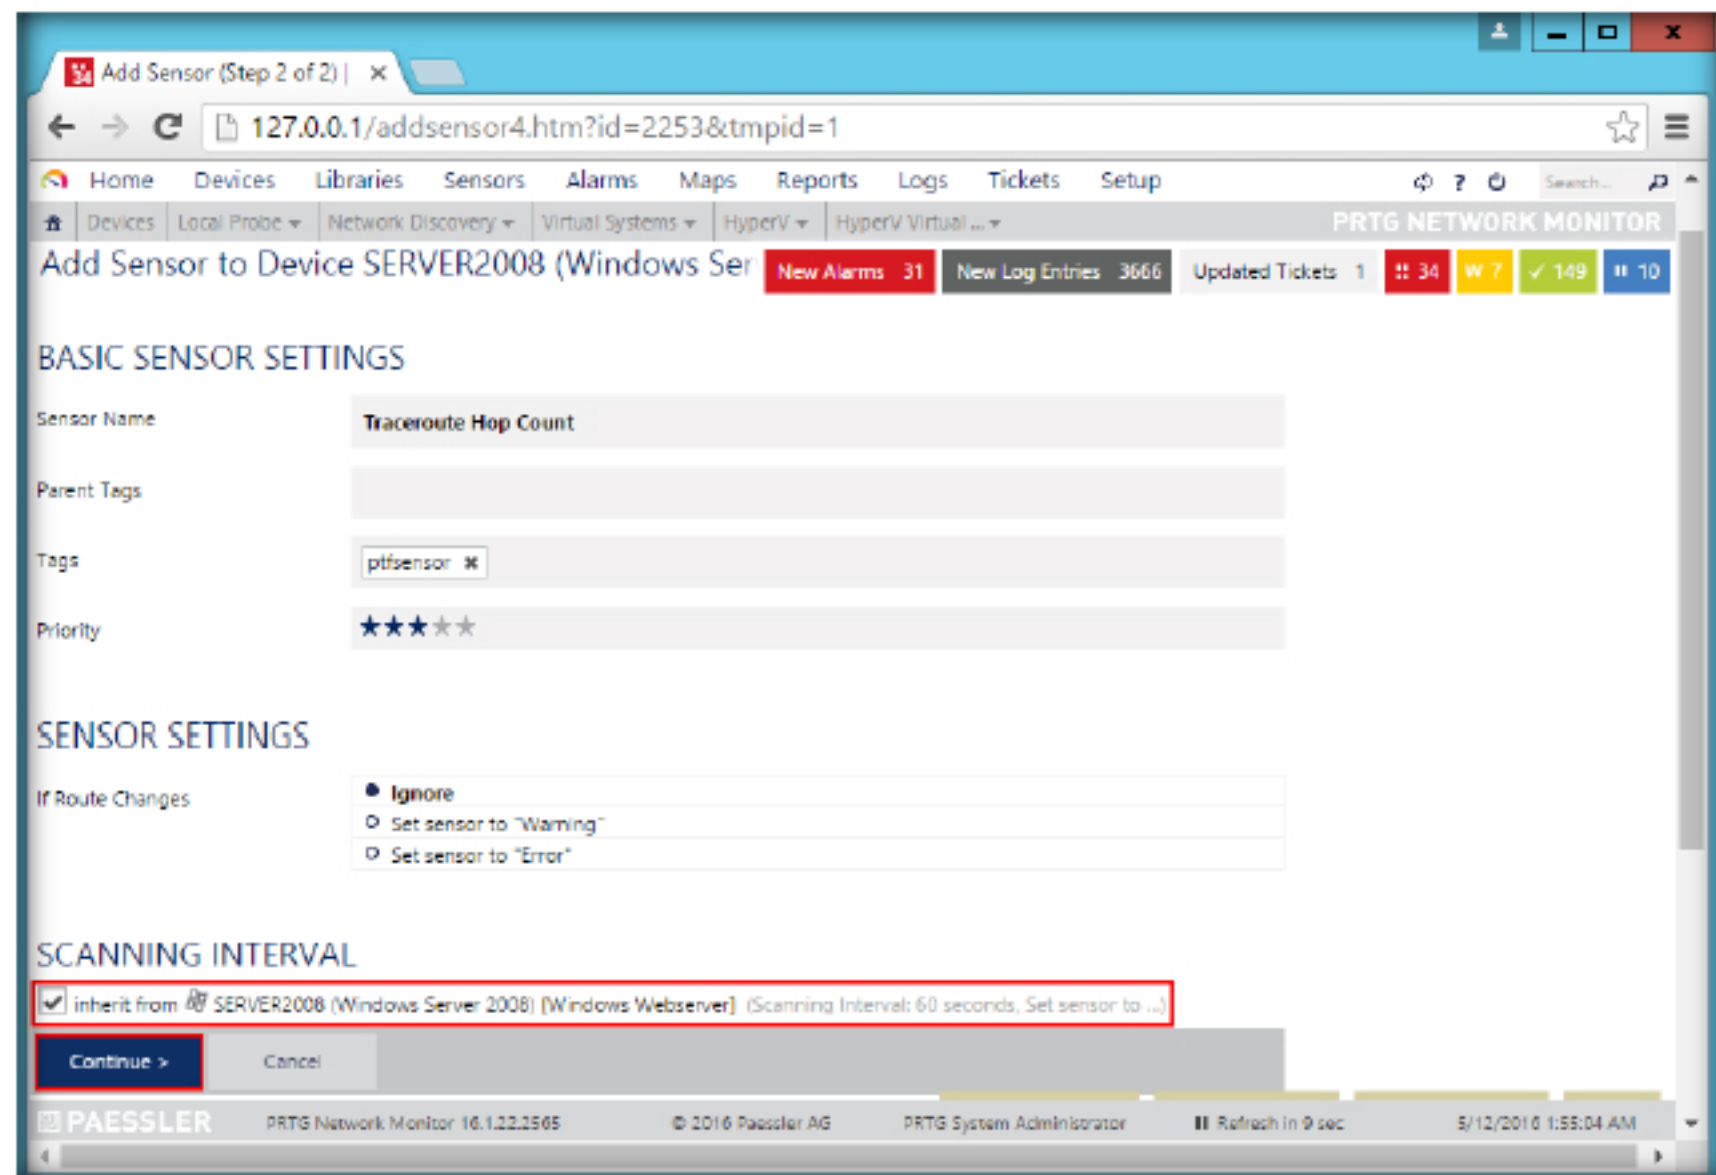 Add Sensor (Step 2 of 2) |
127.0.0.1/addsensor4.htm?id=2253&tmpid=1
Home Devices Libraries Sensors Alarms Maps Reports Logs Tickets Setup ? Search...
Devices Local Probe Network Discovery Virtual Systems HyperV HyperV Virtual ... PRTG NETWORK MONITOR
Add Sensor to Device SERVER2008 (Windows Ser New Alarms 31 New Log Entries 3666 Updated Tickets 1 !! 34 W 7 ✓ 149 10
BASIC SENSOR SETTINGS
Sensor Name Traceroute Hop Count
Parent Tags
Tags ptfsensor
Priority
SENSOR SETTINGS
If Route Changes Ignore
Set sensor to "Warning"
Set sensor to "Error"
SCANNING INTERVAL
inherit from SERVER2008 (Windows Server 2008) [Windows Webserver] (Scanning Interval: 60 seconds, Set sensor to ...)
Continue > Cancel
PAESSLER PRTG Network Monitor 16.1.22.2565 © 2016 Paessler AG PRTG System Administrator Refresh in 9 sec 5/12/2016 1:55:04 AM